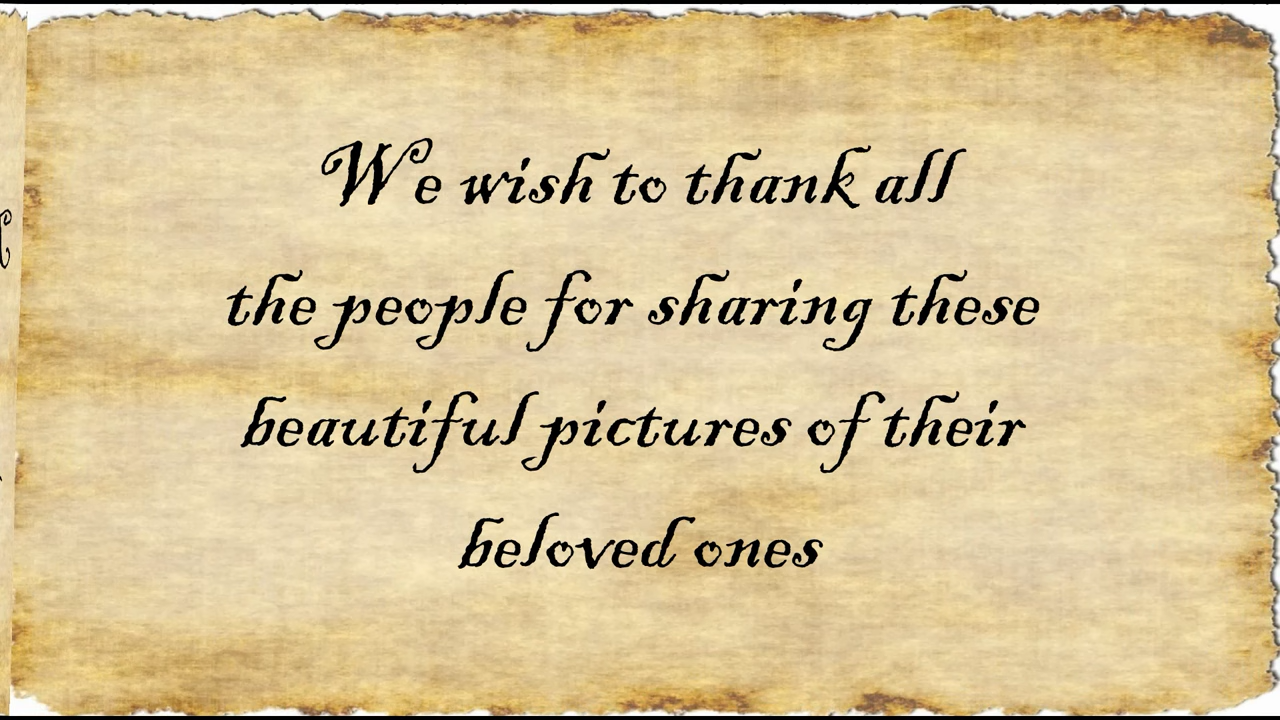 We wish to thank all
the people for sharing these
beautiful pictures of their
beloved ones